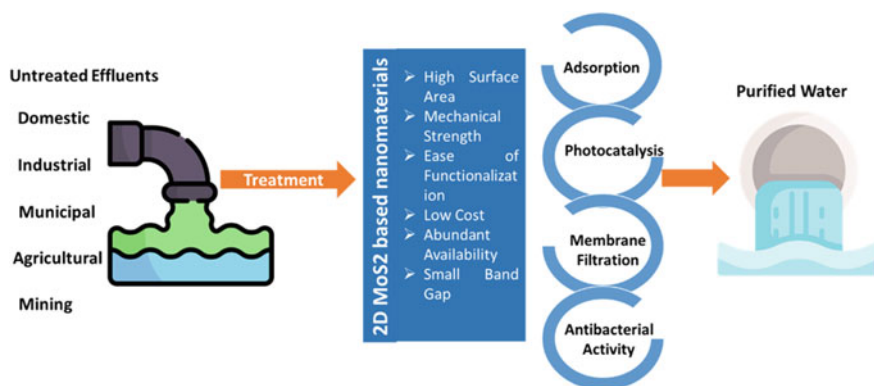 Untreated Effluents
Domestic
Industrial
Municipal
Agricultural
Mining
Treatment
2D MoS2 based nanomaterials
➢ High Surface
Area
➢ Mechanical
Strength
➢ Ease of
Functionalizat
ion
➢ Low Cost
➢ Abundant
Availability
➢ Small Band
Gap
Adsorption
Photocatalysis
Membrane
Filtration
Antibacterial
Activity
Purified Water